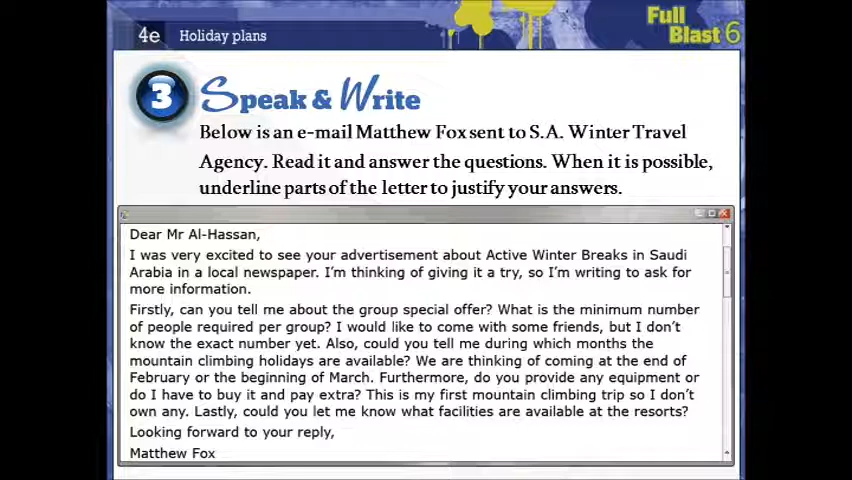 4e Holiday plans
Full
Blast 6
3 Speak & Write
Below is an e-mail Matthew Fox sent to S.A. Winter Travel
Agency. Read it and answer the questions. When it is possible,
underline parts of the letter to justify your answers.
Dear Mr Al-Hassan,
I was very excited to see your advertisement about Active Winter Breaks in Saudi
Arabia in a local newspaper. I'm thinking of giving it a try, so I'm writing to ask for
more information.
Firstly, can you tell me about the group special offer? What is the minimum number
of people required per group? I would like to come with some friends, but I don't
know the exact number yet. Also, could you tell me during which months the
mountain climbing holidays are available? We are thinking of coming at the end of
February or the beginning of March. Furthermore, do you provide any equipment or
do I have to buy it and pay extra? This is my first mountain climbing trip so I don't
own any. Lastly, could you let me know what facilities are available at the resorts?
Looking forward to your reply,
Matthew Fox